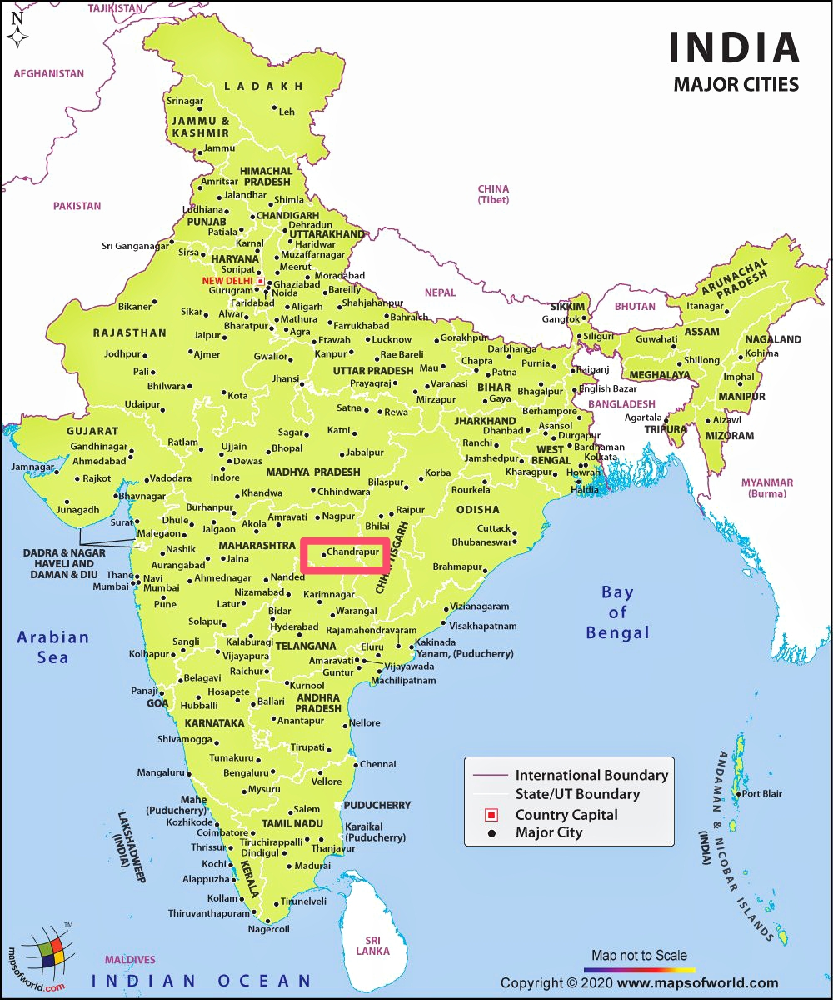 TAJIKISTAN
N
INDIA
MAJOR CITIES
AFGHANISTAN
LADAKH
Srinagar
Leh
JAMMU &
KASHMIR
Jammu
HIMACHAL
PRADESH
CHINA
(Tibet)
PAKISTAN
Amritsar
Jalandhar
Shimla
Ludhiana
CHANDIGARH
PUNJAB
Dehradun
Patiala
UTTARAKHAND
Sri Ganganagar
Karnal
Haridwar
Sirsa
Muzaffarnagar
HARYANA
Sonipat
Meerut
Moradabad
NEW DELHI
Ghaziabad
Gurugram
Noida
Bareilly
NEPAL
Faridabad
Bikaner
Aligarh
Shahjahanpur
SIKKIM
BHUTAN
ARUNACHAL
PRADESH
Itanagar
Sikar
Alwar
Mathura
Bahraich
Gangtok
Bharatpur
Agra
Farrukhabad
RAJASTHAN
Jaipur
Etawah
Lucknow
Gorakhpur
Siliguri
Guwahati
ASSAM
NAGALAND
Jodhpur
Ajmer
Gwalior
Kanpur
Rae Bareli
Darbhanga
Kohima
Pali
UTTAR PRADESH
Mau
Chapra
Purnia
Shillong
Patna
Raiganj
MEGHALAYA
Imphal
Bhilwara
Jhansi
Prayagraj
Varanasi
BIHAR
Bhagalpur
English Bazar
MANIPUR
Kota
Mirzapur
Gaya
BANGLADESH
Udaipur
Satna
Rewa
Berhampore
Agartala
Aizawl
JHARKHAND
Asansol
TRIPURA
MIZORAM
GUJARAT
Sagar
Katni
Dhanbad
Durgapur
Gandhinagar
Ratlam
Ujjain
Bhopal
Ranchi
WEST
BENGAL
Bardhaman
Ahmedabad
Dewas
Jabalpur
Jamshedpur
Kolkata
Jamnagar
Rajkot
Vadodara
Indore
MADHYA PRADESH
Korba
Kharagpur
Howrah
MYANMAR
(Burma)
Bhavnagar
Khandwa
Chhindwara
Bilaspur
Rourkela
Haldia
Junagadh
Burhanpur
Raipur
ODISHA
Surat
Dhule
Amravati
Nagpur
Bhilai
Malegaon
Jalgaon
Akola
Cuttack
DADRA & NAGAR
HAVELI AND
DAMAN & DIU
Nashik
MAHARASHTRA
Chandrapur
CHHATTISGARH
Bhubaneswar
Aurangabad
Jalna
Thane
Navi
Mumbai
Mumbai
Ahmednagar
Nanded
Brahmapur
Pune
Nizamabad
Karimnagar
Latur
Bidar
Warangal
Vizianagaram
Bay
of
Bengal
Solapur
Hyderabad
Rajamahendravaram
Visakhapatnam
Arabian
Sea
Sangli
Kalaburagi
TELANGANA
Eluru
Kakinada
Kolhapur
Vijayapura
Amaravati
Yanam, (Puducherry)
Raichur
Guntur
Vijayawada
Belagavi
Machilipatnam
Panaji
Hosapete
Kurnool
GOA
Hubballi
Ballari
ANDHRA
PRADESH
KARNATAKA
Anantapur
Nellore
Shivamogga
Tirupati
Tumakuru
Chennai
Mangaluru
Bengaluru
Vellore
Mysuru
Mahe
(Puducherry)
Salem
PUDUCHERRY
Kozhikode
TAMIL NADU
Karaikal
(Puducherry)
Coimbatore
Tiruchirappalli
Thrissur
Dindigul
Thanjavur
Kochi
KERALA
Madurai
Alappuzha
Kollam
Tirunelveli
Thiruvanthapuram
Nagercoil
LAKSHADWEEP
(INDIA)
SRI
LANKA
International Boundary
State/UT Boundary
Country Capital
Major City
ANDAMAN & NICOBAR ISLANDS
(INDIA)
Port Blair
TM
mapsofworld.com
MALDIVES
INDIAN OCEAN
Map not to Scale
Copyright © 2020 www.mapsofworld.com